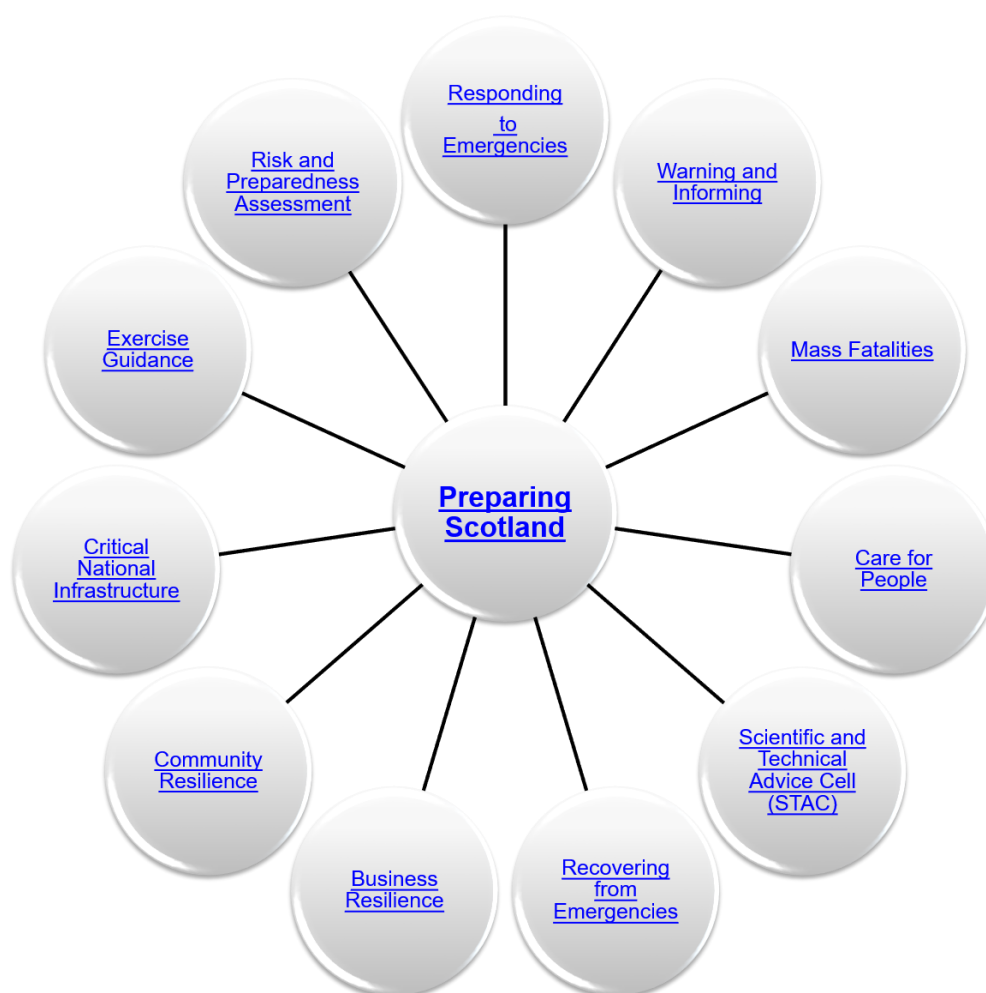 Responding
to
Emergencies
Warning and
Informing
Mass Fatalities
Care for
People
Scientific and
Technical
Advice Cell
(STAC)
Recovering
from
Emergencies
Business
Resilience
Community
Resilience
Critical
National
Infrastructure
Exercise
Guidance
Risk and
Preparedness
Assessment
Preparing
Scotland